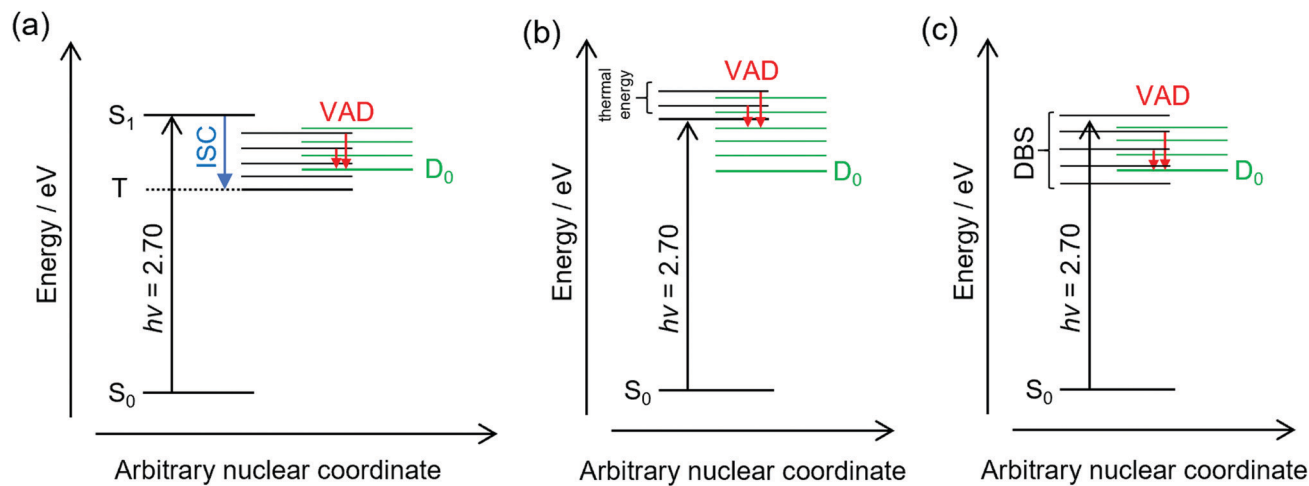 (a)
Energy / eV
S1
ISC
VAD
T
D0
hν = 2.70
S0
Arbitrary nuclear coordinate
(b)
Energy / eV
thermal
energy
VAD
D0
hν = 2.70
S0
Arbitrary nuclear coordinate
(c)
Energy / eV
DBS
VAD
D0
hν = 2.70
S0
Arbitrary nuclear coordinate